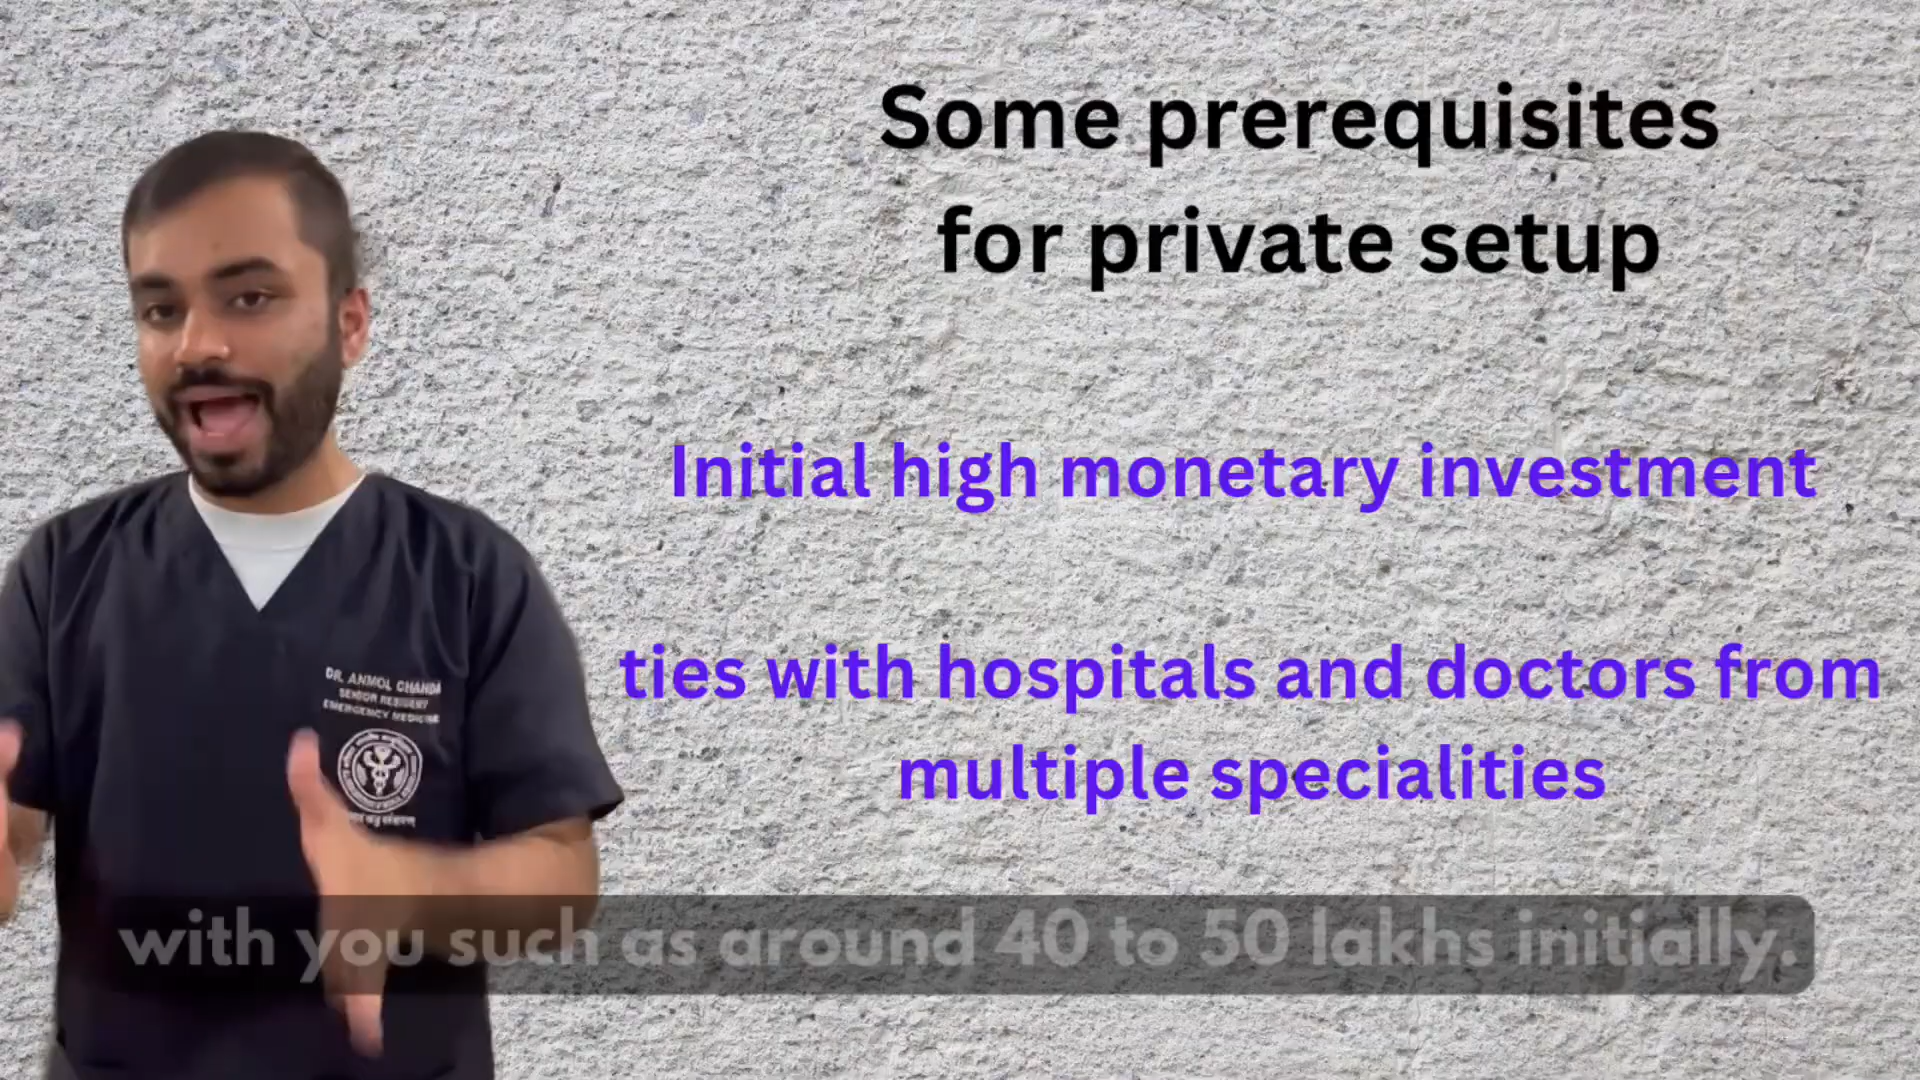 Some prerequisites
for private setup
Initial high monetary investment
ties with hospitals and doctors from
multiple specialities
DR. ANMOL CHANDA
SENIOR RESIDENT
EMERGENCY MEDICINE
with you such as around 40 to 50 lakhs initially.